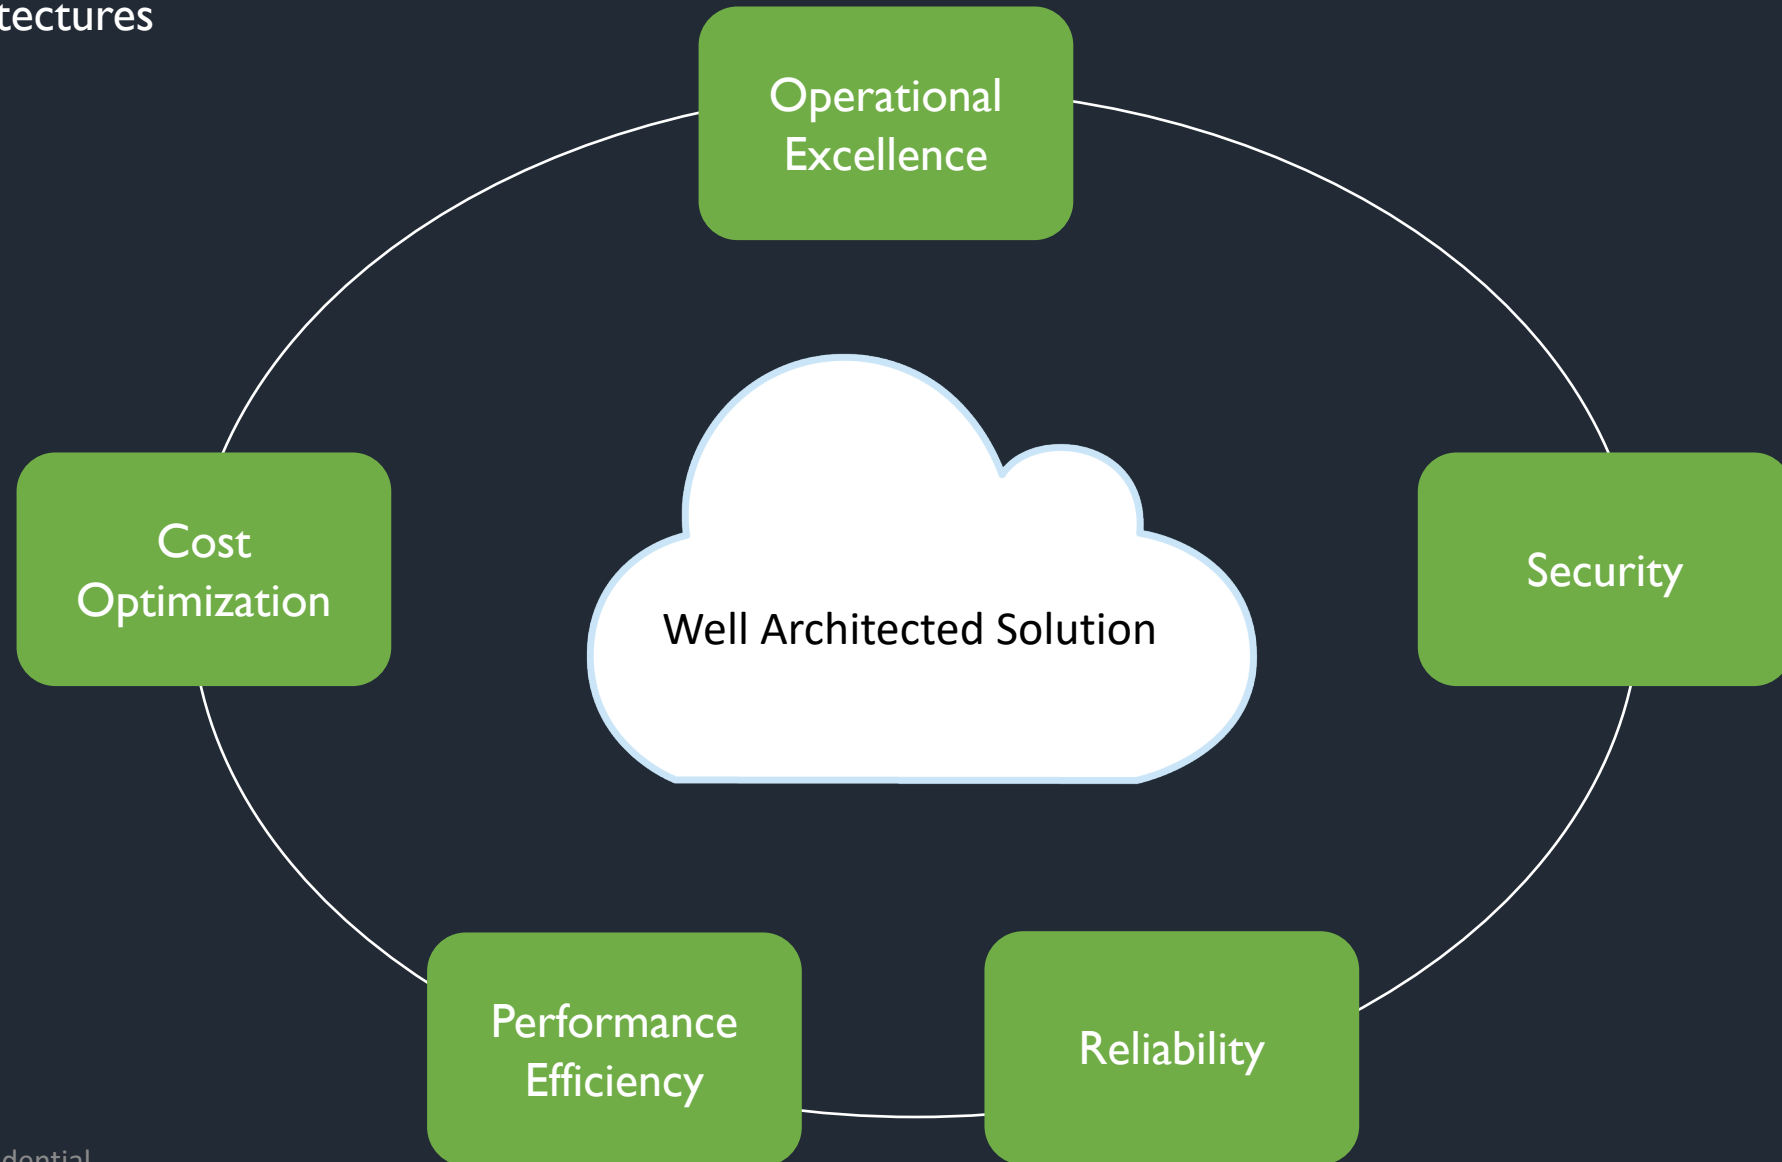 tectures
Operational
Excellence
Cost
Optimization
Well Architected Solution
Security
Performance
Efficiency
Reliability
dential